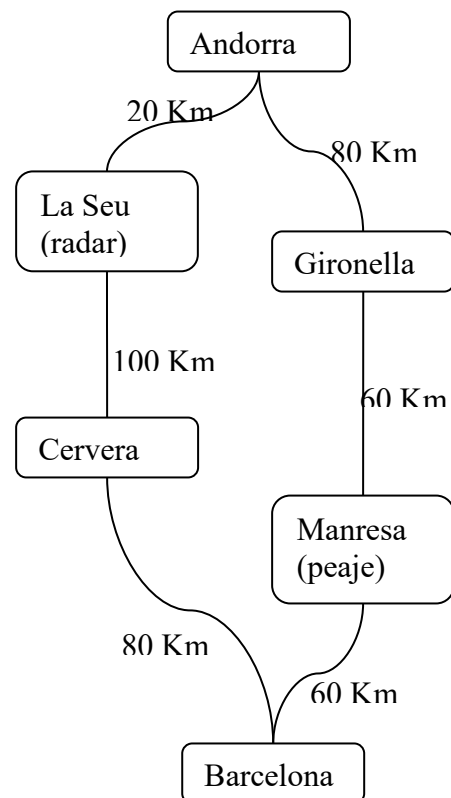 Andorra
20 Km
80 Km
La Seu
(radar)
Gironella
100 Km
60 Km
Cervera
Manresa
(peaje)
80 Km
60 Km
Barcelona